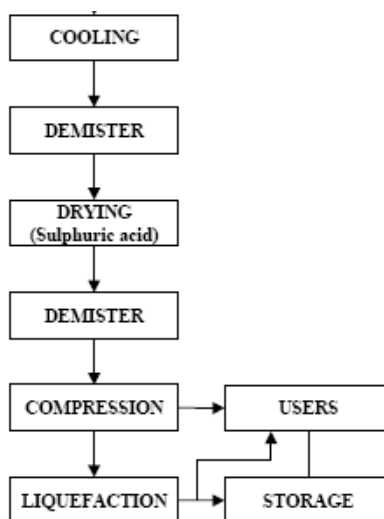 COOLING
DEMISTER
DRYING
(Sulphuric acid)
DEMISTER
COMPRESSION
USERS
LIQUEFACTION
STORAGE